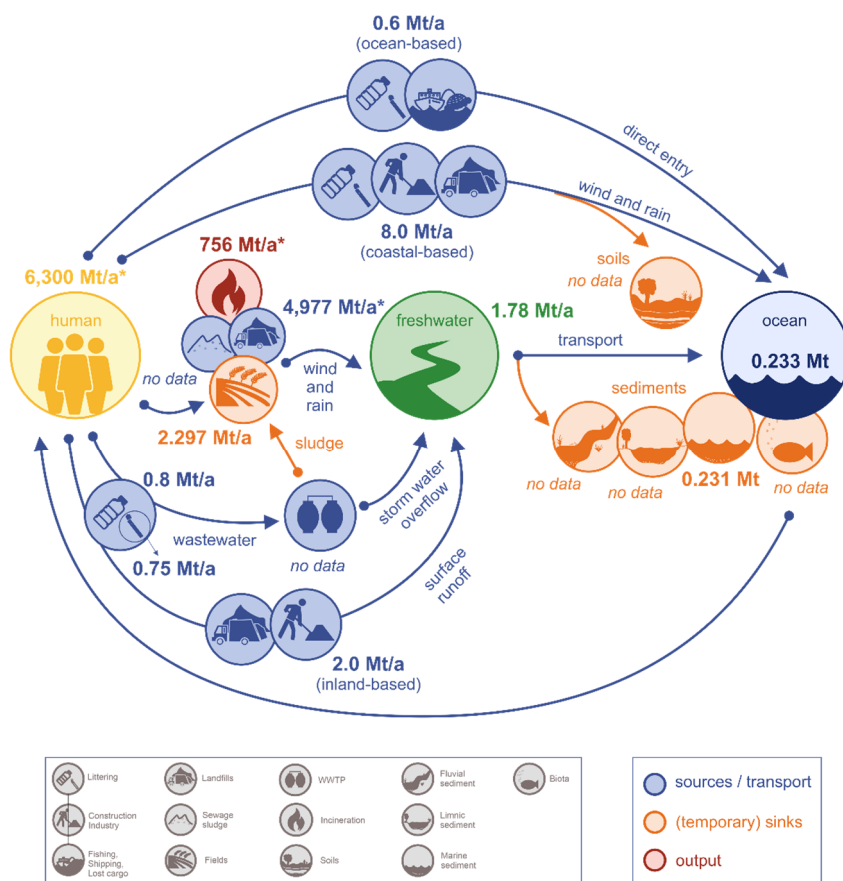 0.6 Mt/a
(ocean-based)
direct entry
wind and rain
8.0 Mt/a
(coastal-based)
756 Mt/a*
soils
no data
6,300 Mt/a*
4,977 Mt/a*
human
freshwater
1.78 Mt/a
ocean
transport
0.233 Mt
no data
wind
and
rain
sediments
2.297 Mt/a
sludge
no data
no data
0.231 Mt
no data
0.8 Mt/a
storm water
overflow
wastewater
0.75 Mt/a
no data
surface
runoff
2.0 Mt/a
(inland-based)
Littering
Landfills
WWTP
Fluvial
sediment
Biota
Construction
Industry
Sewage
sludge
Incineration
Limnic
sediment
Fishing,
Shipping,
Lost cargo
Fields
Soils
Marine
sediment
sources / transport
(temporary) sinks
output